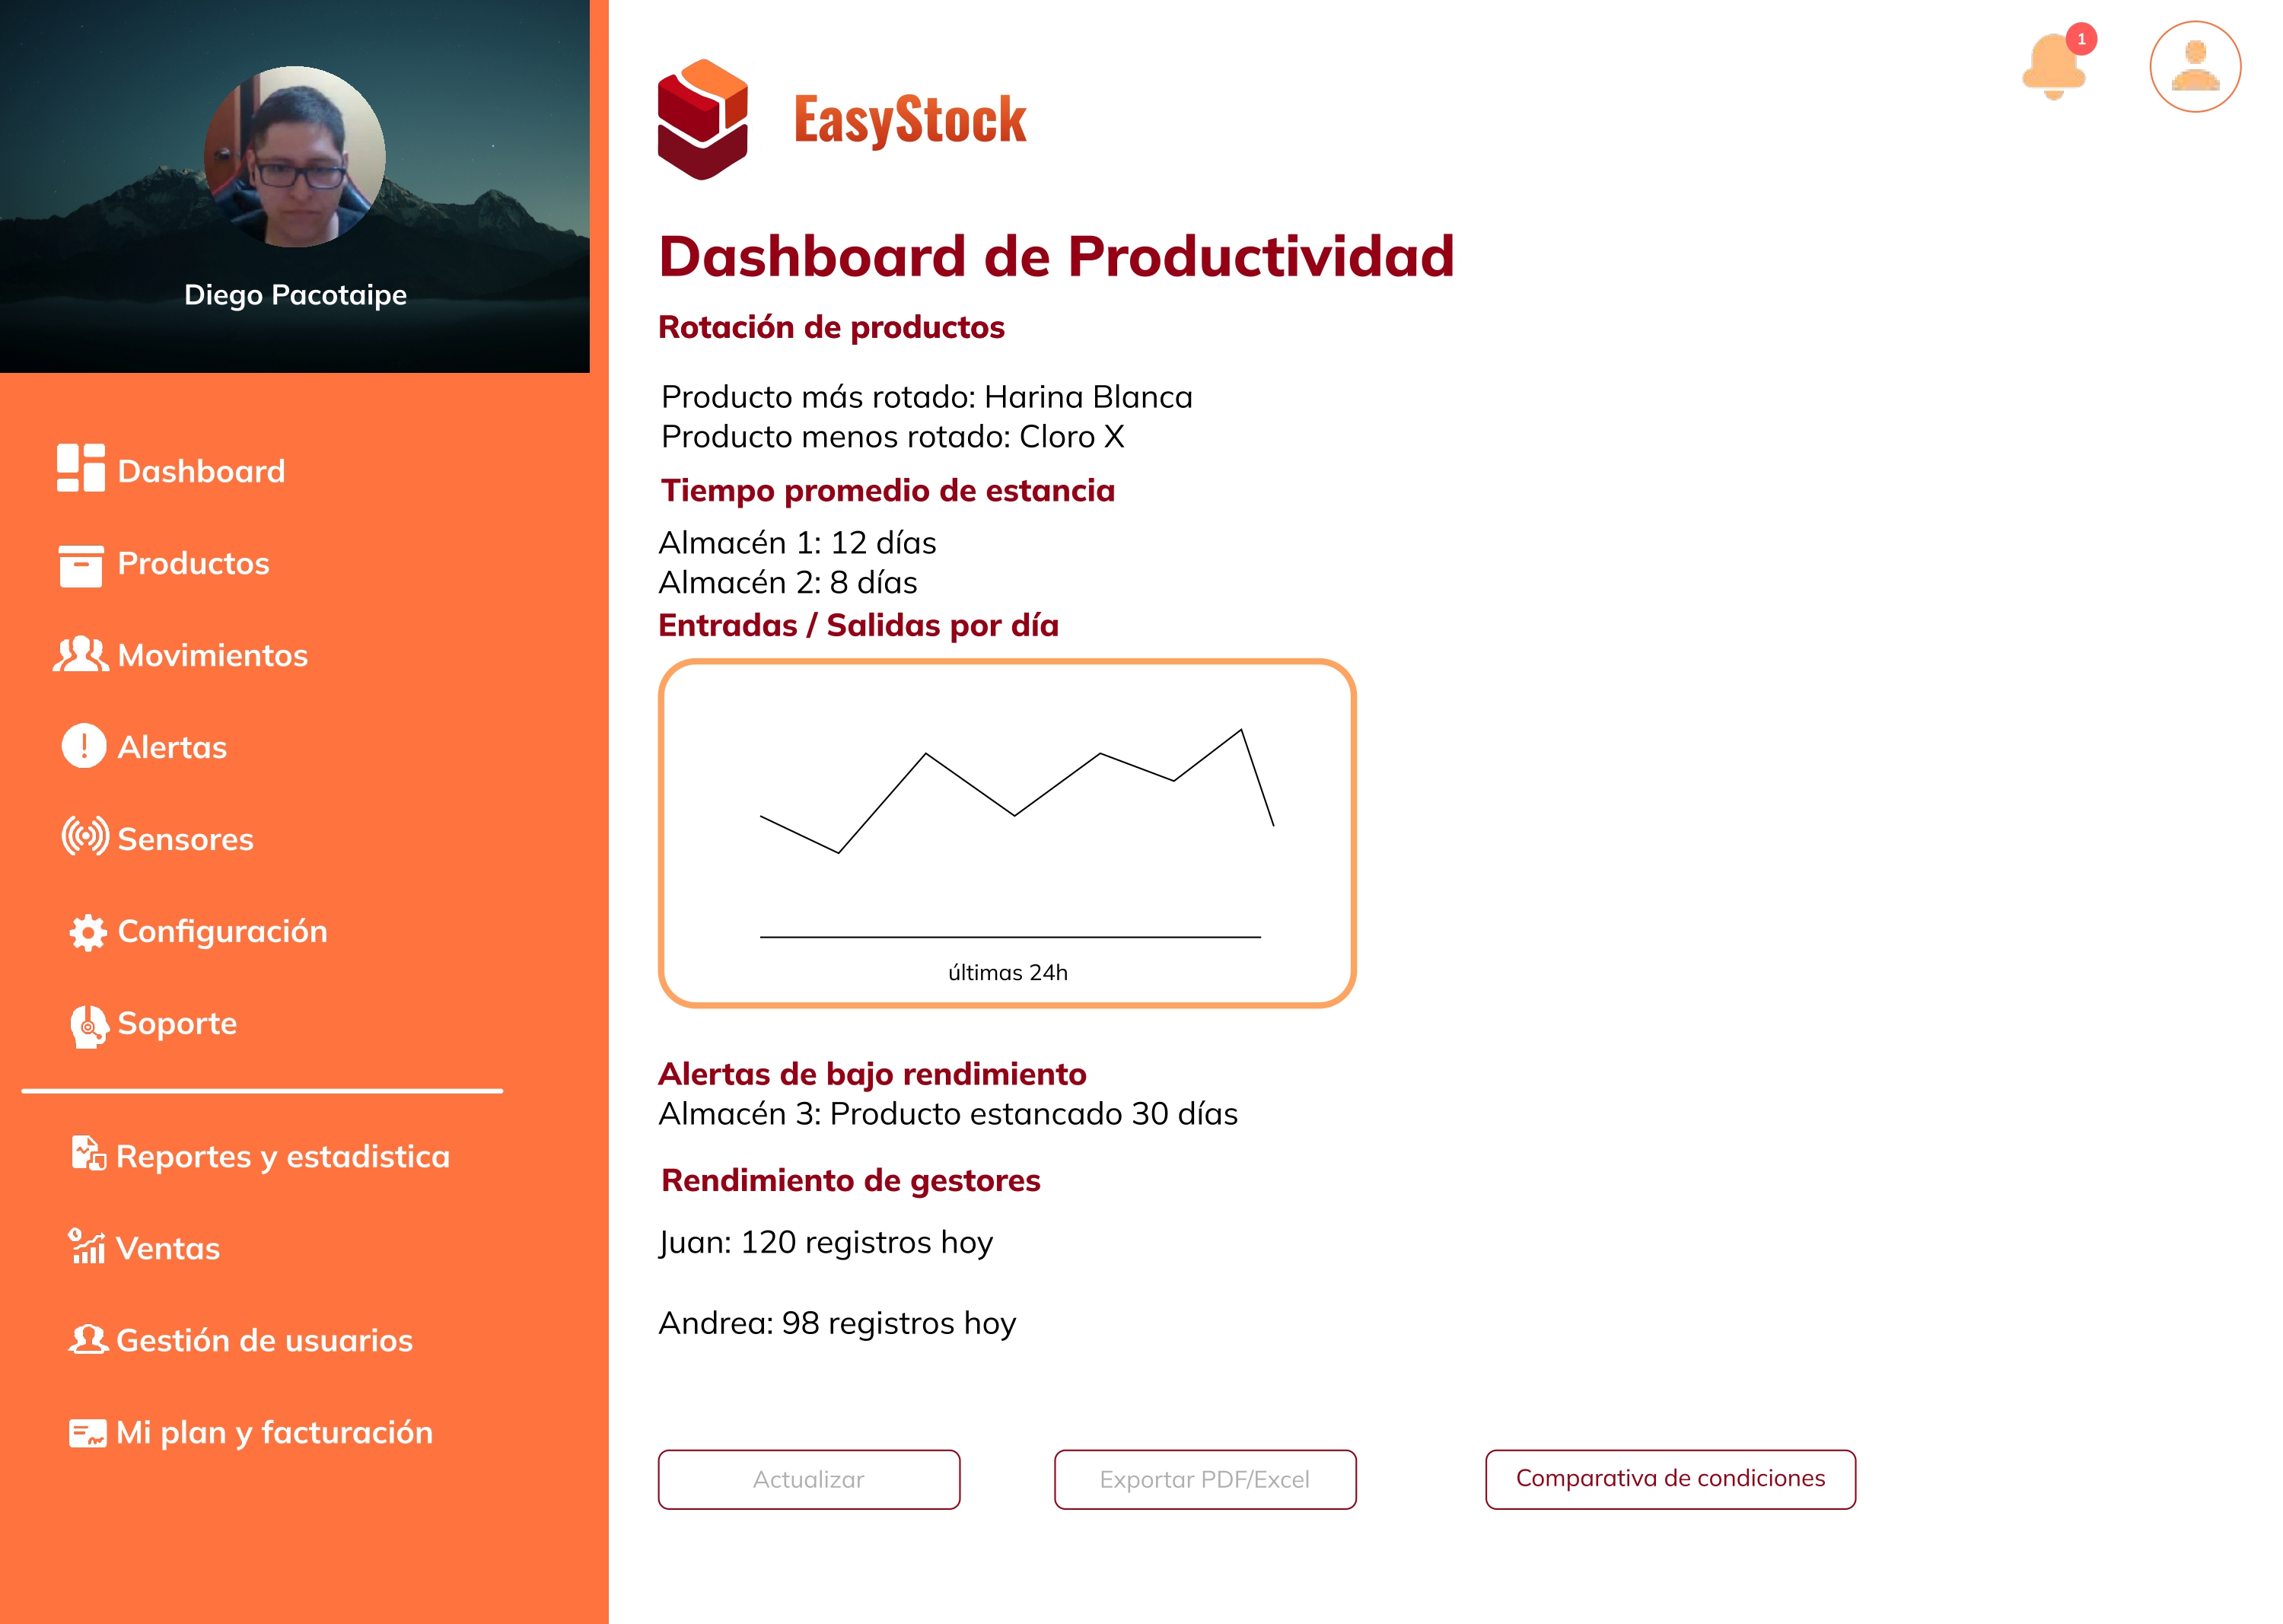 Diego Pacotaipe
Dashboard
Productos
Movimientos
Alertas
Sensores
Configuración
Soporte
Reportes y estadistica
Ventas
Gestión de usuarios
Mi plan y facturación
1
EasyStock
Dashboard de Productividad
Rotación de productos
Producto más rotado: Harina Blanca
Producto menos rotado: Cloro X
Tiempo promedio de estancia
Almacén 1: 12 días
Almacén 2: 8 días
Entradas / Salidas por día
últimas 24h
Alertas de bajo rendimiento
Almacén 3: Producto estancado 30 días
Rendimiento de gestores
Juan: 120 registros hoy
Andrea: 98 registros hoy
Actualizar
Exportar PDF/Excel
Comparativa de condiciones